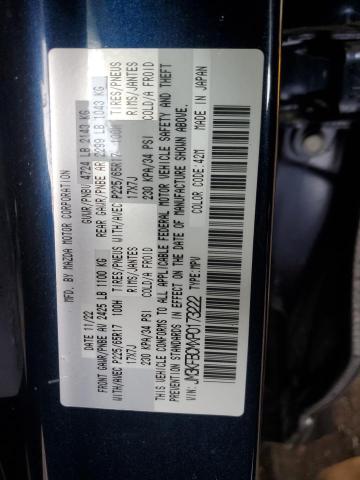 MFD. BY MAZDA MOTOR CORPORATION
DATE 11/22 GVWR/PNBV 4724 LB 2143 KG
FRONT GAWR/PNBE AV 2425 LB 1100 KG REAR GAWR/PNBE AR 2299 LB 1043 KG
WITH/AVEC P225/65R17 100H TIRES/PNEUS WITH/AVEC P225/65R17 100H TIRES/PNEUS
17X7J RIMS/JANTES 17X7J RIMS/JANTES
230 KPA/34 PSI COLD/A FROID 230 KPA/34 PSI COLD/A FROID
THIS VEHICLE CONFORMS TO ALL APPLICABLE FEDERAL MOTOR VEHICLE SAFETY AND THEFT
PREVENTION STANDARDS IN EFFECT ON THE DATE OF MANUFACTURE SHOWN ABOVE.
MADE IN JAPAN
VIN: TYPE:MPV COLOR CODE:42M